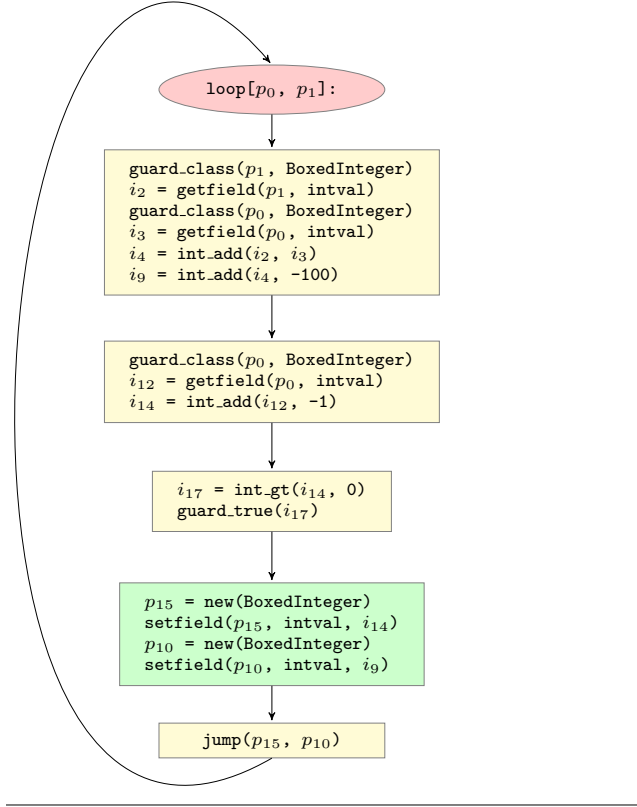 loop[p0, p1]:
guard_class(p1, BoxedInteger)
i2 = getfield(p1, intval)
guard_class(p0, BoxedInteger)
i3 = getfield(p0, intval)
i4 = int_add(i2, i3)
i9 = int_add(i4, -100)
guard_class(p0, BoxedInteger)
i12 = getfield(p0, intval)
i14 = int_add(i12, -1)
i17 = int_gt(i14, 0)
guard_true(i17)
p15 = new(BoxedInteger)
setfield(p15, intval, i14)
p10 = new(BoxedInteger)
setfield(p10, intval, i9)
jump(p15, p10)